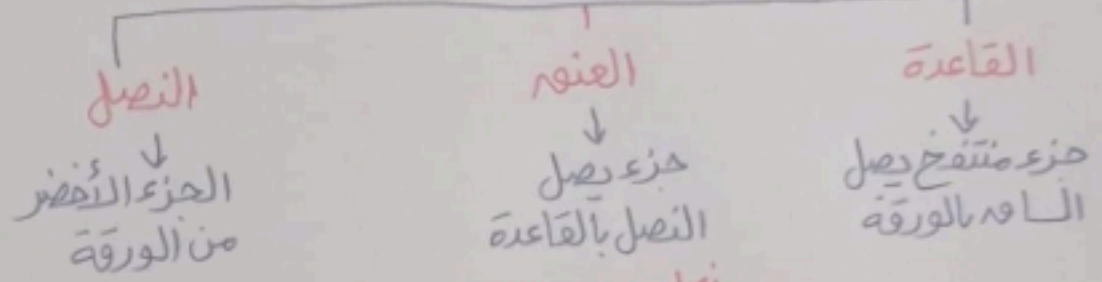 القاعدة
العنق
النصل
جزء منتفخ يصل
الساق بالورقة
جزء يصل
النصل بالقاعدة
الجزء الأخضر
من الورقة